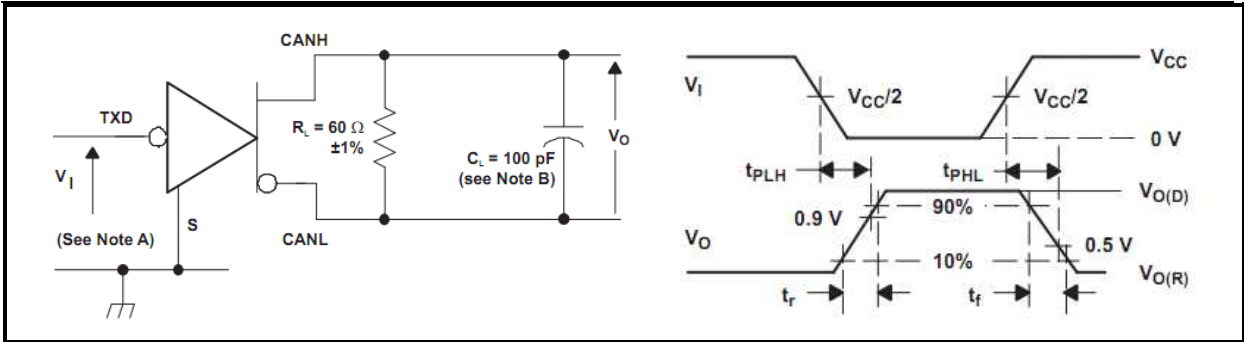 CANH
TXD
R_L = 60 Ω
±1%
V_O
C_L = 100 pF
(see Note B)
V_I
S
(See Note A)
CANL
V_CC
V_I
V_CC/2
V_CC/2
0 V
t_PLH
t_PHL
V_O(D)
90%
0.9 V
V_O
0.5 V
10%
V_O(R)
t_r
t_f